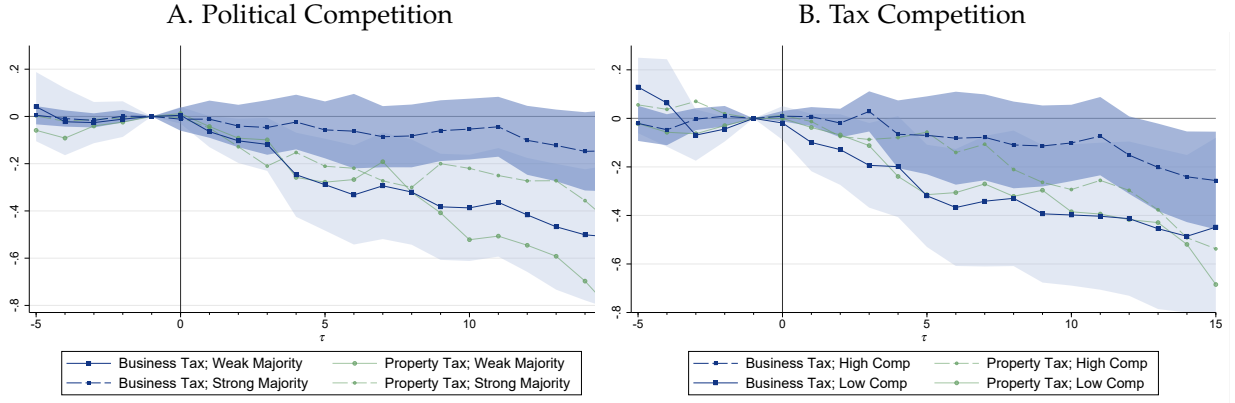 A. Political Competition
.2
0
-.2
-.4
-.6
-.8
-5 0 5 10
τ
Business Tax; Weak Majority Property Tax; Weak Majority
Business Tax; Strong Majority Property Tax; Strong Majority
B. Tax Competition
.2
0
-.2
-.4
-.6
-.8
-5 0 5 10 15
τ
Business Tax; High Comp Property Tax; High Comp
Business Tax; Low Comp Property Tax; Low Comp